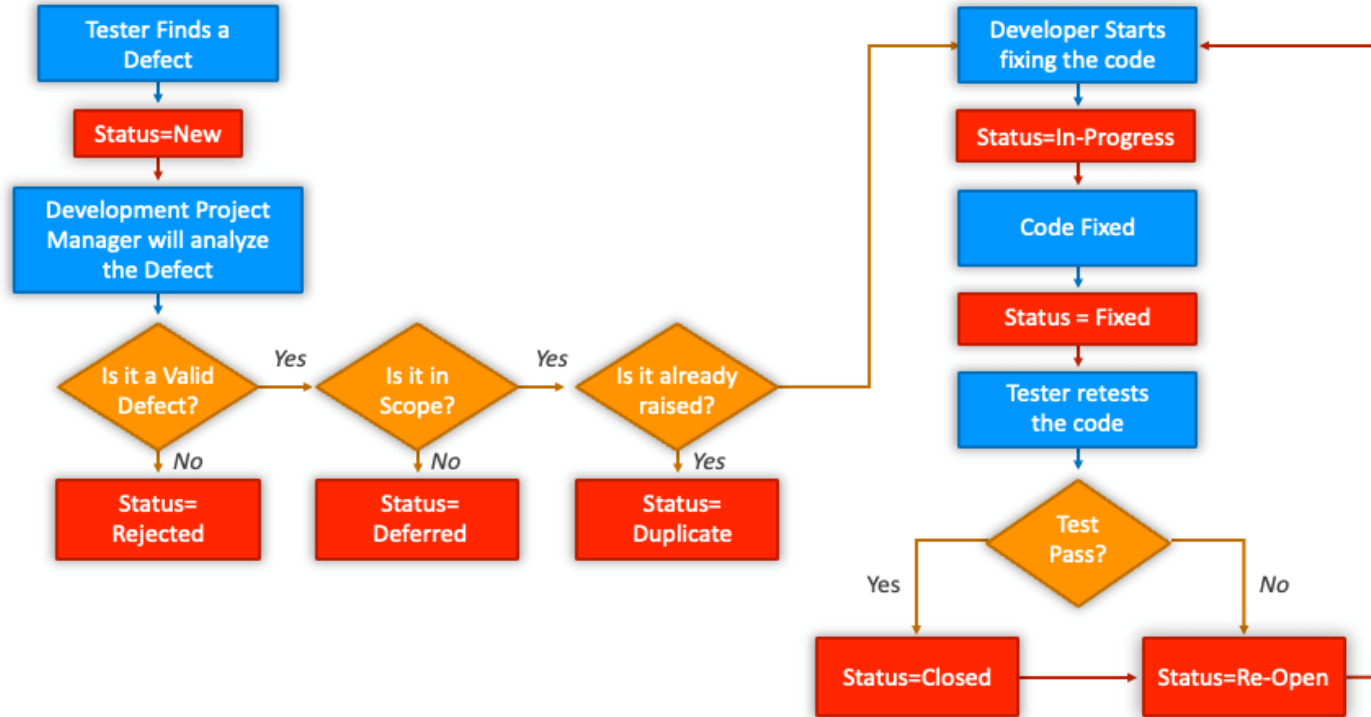 Tester Finds a
Defect
Status=New
Development Project
Manager will analyze
the Defect
Is it a Valid
Defect?
Yes
No
Status=
Rejected
Is it in
Scope?
Yes
No
Status=
Deferred
Is it already
raised?
Yes
Status=
Duplicate
Developer Starts
fixing the code
Status=In-Progress
Code Fixed
Status = Fixed
Tester retests
the code
Test
Pass?
Yes
No
Status=Closed
Status=Re-Open